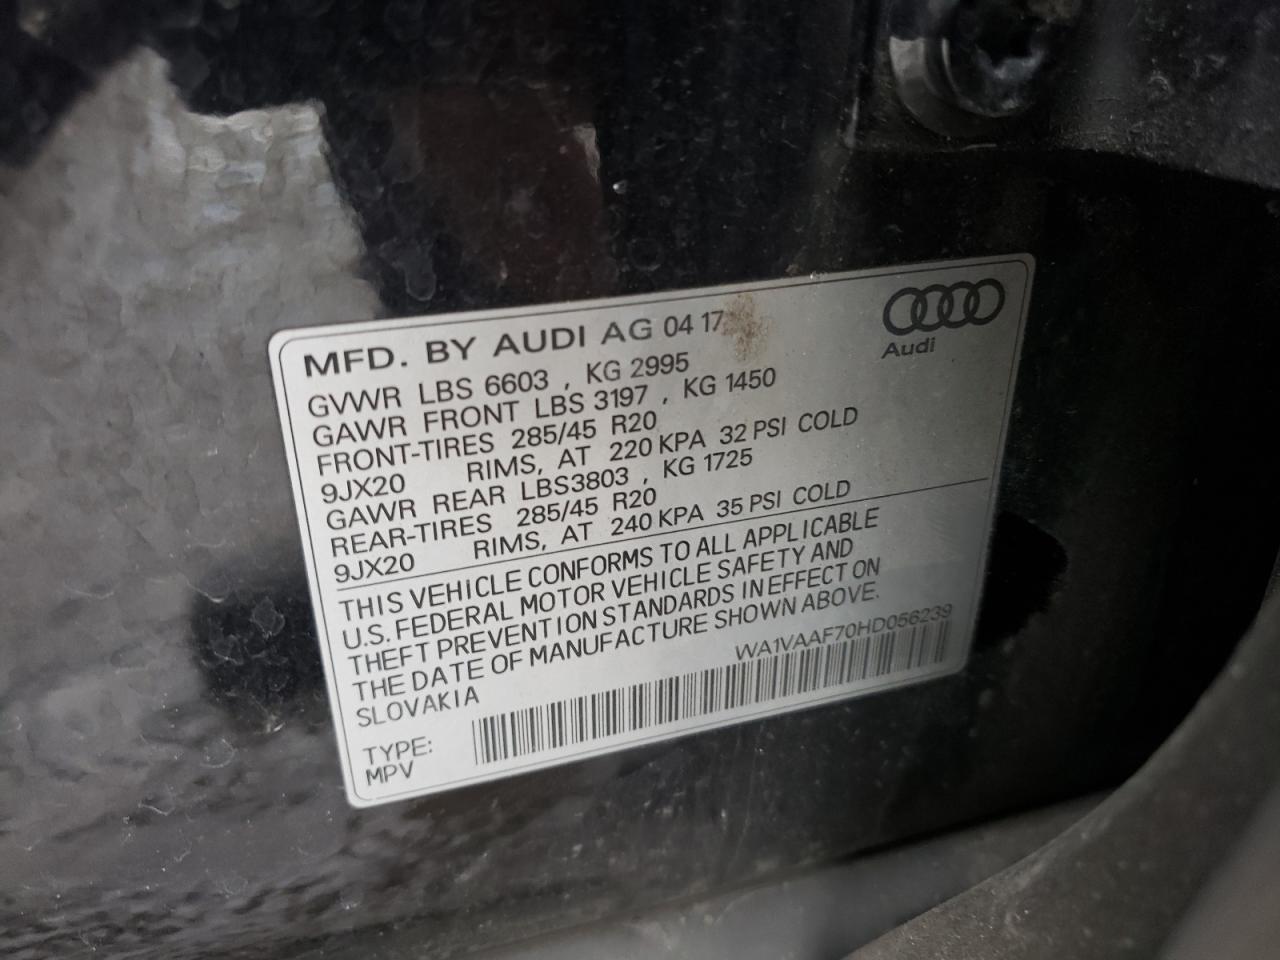 MFD. BY AUDI AG 04 17
Audi
GVWR LBS 6603 , KG 2995
GAWR FRONT LBS 3197 , KG 1450
FRONT-TIRES 285/45 R20
9JX20 RIMS, AT 220 KPA 32 PSI COLD
GAWR REAR LBS3803 , KG 1725
REAR-TIRES 285/45 R20
9JX20 RIMS, AT 240 KPA 35 PSI COLD
THIS VEHICLE CONFORMS TO ALL APPLICABLE
U.S. FEDERAL MOTOR VEHICLE SAFETY AND
THEFT PREVENTION STANDARDS IN EFFECT ON
THE DATE OF MANUFACTURE SHOWN ABOVE.
SLOVAKIA
WA1VAAF70HD056239
TYPE:
MPV